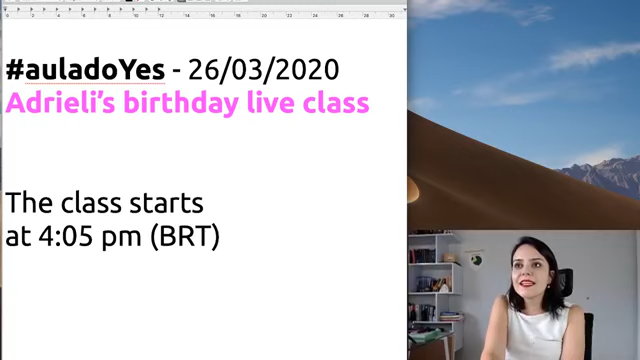 #auladoYes - 26/03/2020
Adrieli's birthday live class
The class starts
at 4:05 pm (BRT)